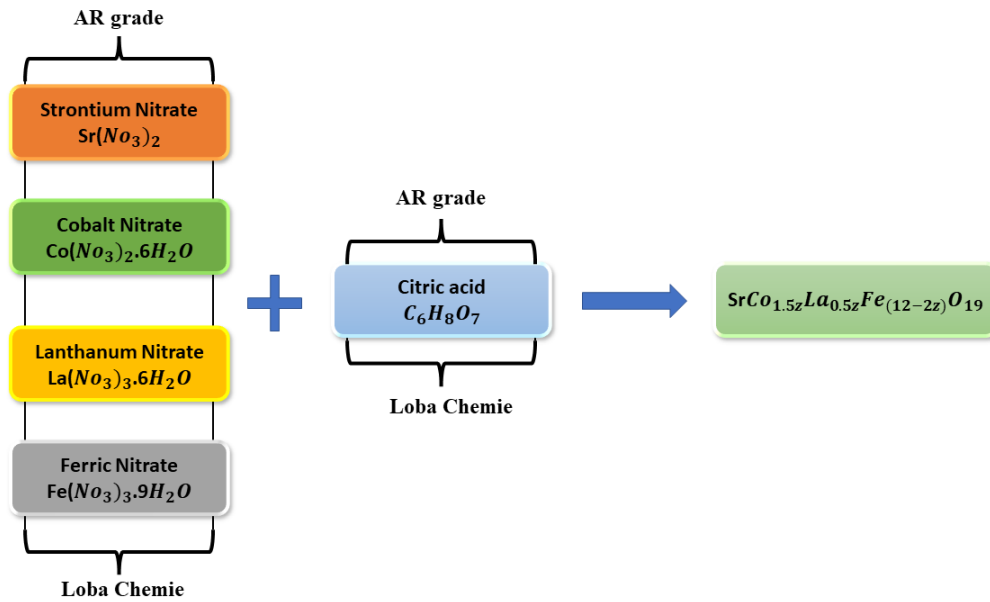 AR grade
Strontium Nitrate
Sr(No₃)₂
Cobalt Nitrate
Co(No₃)₂.6H₂O
Lanthanum Nitrate
La(No₃)₃.6H₂O
Ferric Nitrate
Fe(No₃)₃.9H₂O
Loba Chemie
AR grade
Citric acid
C₆H₈O₇
Loba Chemie
SrCo₁.₅zLa₀.₅zFe₍₁₂₋₂z₎O₁₉